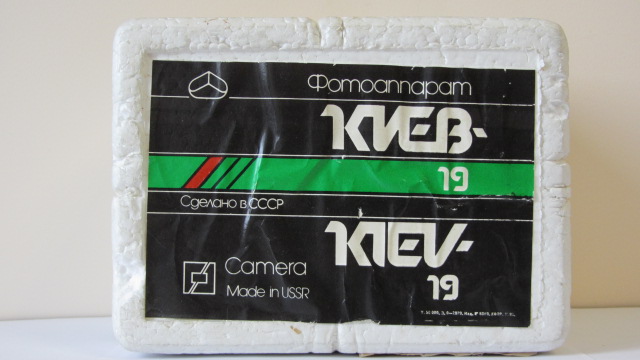 Фотоаппарат
КИЕВ-
19
Сделано в СССР
KIEV-
19
Camera
Made in USSR